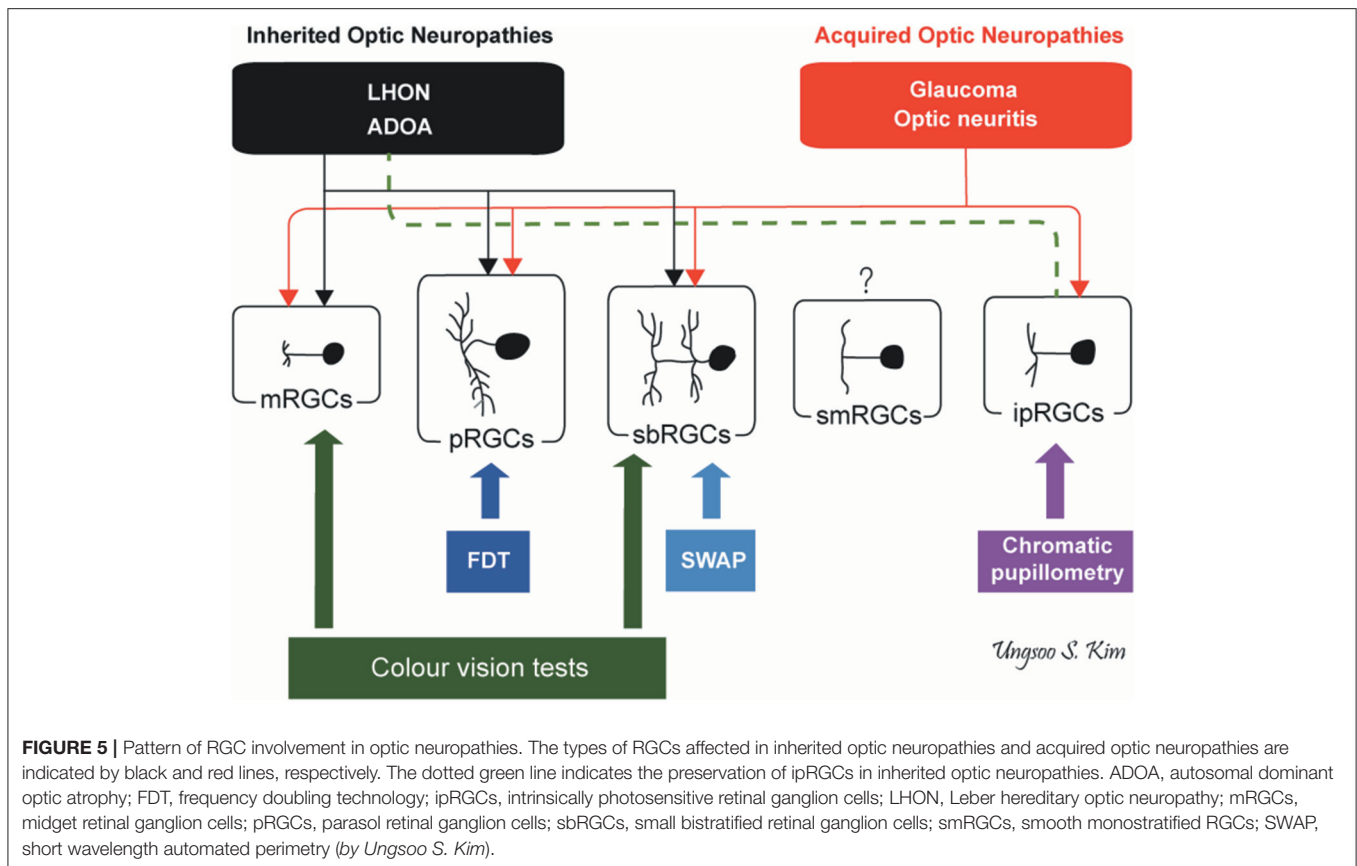 Inherited Optic Neuropathies
Acquired Optic Neuropathies
LHON
ADOA
Glaucoma
Optic neuritis
?
mRGCs
pRGCs
sbRGCs
smRGCs
ipRGCs
FDT
SWAP
Chromatic
pupillometry
Colour vision tests
Ungsoo S. Kim
FIGURE 5 | Pattern of RGC involvement in optic neuropathies. The types of RGCs affected in inherited optic neuropathies and acquired optic neuropathies are
indicated by black and red lines, respectively. The dotted green line indicates the preservation of ipRGCs in inherited optic neuropathies. ADOA, autosomal dominant
optic atrophy; FDT, frequency doubling technology; ipRGCs, intrinsically photosensitive retinal ganglion cells; LHON, Leber hereditary optic neuropathy; mRGCs,
midget retinal ganglion cells; pRGCs, parasol retinal ganglion cells; sbRGCs, small bistratified retinal ganglion cells; smRGCs, smooth monostratified RGCs; SWAP,
short wavelength automated perimetry (by Ungsoo S. Kim).